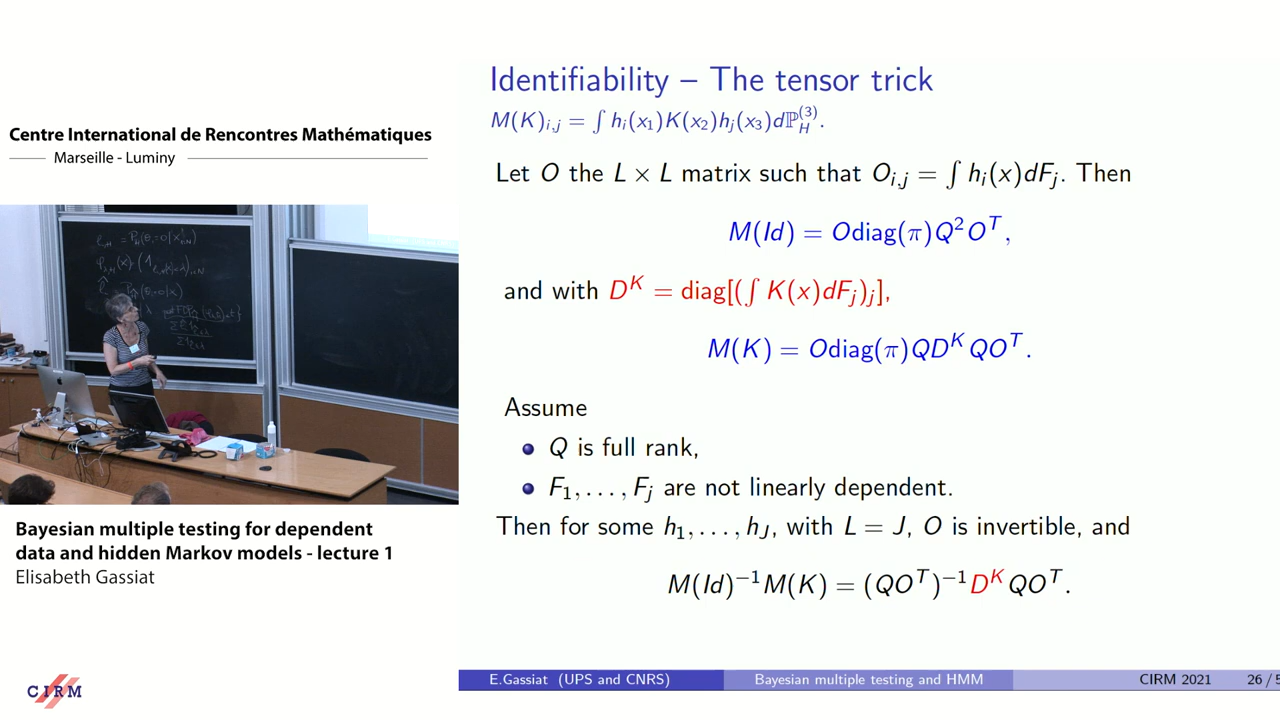 Centre International de Rencontres Mathématiques
Marseille - Luminy
Bayesian multiple testing for dependent
data and hidden Markov models - lecture 1
Elisabeth Gassiat
CIRM
Identifiability – The tensor trick
M(K)_{i,j} = ∫ h_i(x_1)K(x_2)h_j(x_3)dℙ_H^{(3)}.
Let O the L × L matrix such that O_{i,j} = ∫ h_i(x)dF_j. Then
M(Id) = Odiag(π)Q²O^T,
and with D^K = diag[(∫ K(x)dF_j)_j],
M(K) = Odiag(π)QD^K QO^T.
Assume
Q is full rank,
F_1, . . . , F_j are not linearly dependent.
Then for some h_1, . . . , h_J, with L = J, O is invertible, and
M(Id)^{-1}M(K) = (QO^T)^{-1}D^K QO^T.
E.Gassiat (UPS and CNRS) Bayesian multiple testing and HMM CIRM 2021 26 / 5